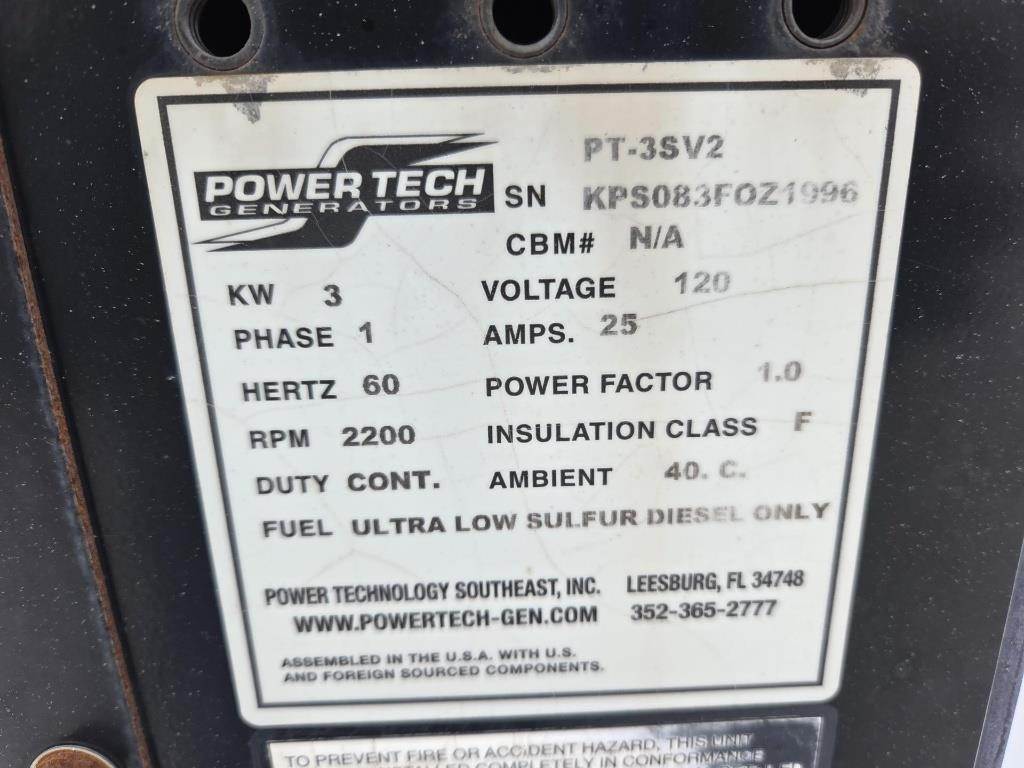 POWER TECH
GENERATORS
PT-3SV2
SN KPS083FOZ1996
CBM# N/A
KW 3 VOLTAGE 120
PHASE 1 AMPS. 25
HERTZ 60 POWER FACTOR 1.0
RPM 2200 INSULATION CLASS F
DUTY CONT. AMBIENT 40. C.
FUEL ULTRA LOW SULFUR DIESEL ONLY
POWER TECHNOLOGY SOUTHEAST, INC. LEESBURG, FL 34748
WWW.POWERTECH-GEN.COM 352-365-2777
ASSEMBLED IN THE U.S.A. WITH U.S.
AND FOREIGN SOURCED COMPONENTS.
TO PREVENT FIRE OR ACCIDENT HAZARD, THIS UNIT
COMPLETELY IN CONFORMANCE